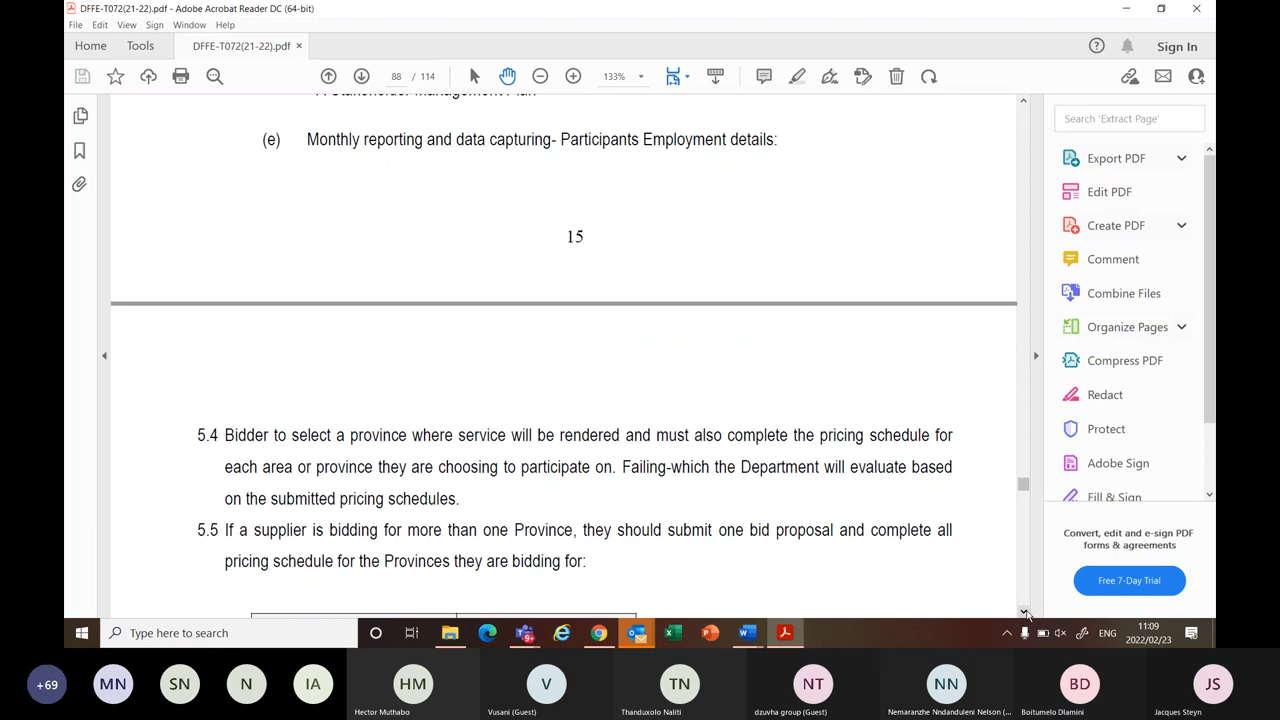 DFFE-T072(21-22).pdf - Adobe Acrobat Reader DC (64-bit)
File Edit View Sign Window Help
Home Tools DFFE-T072(21-22).pdf × Sign In
88 / 114 133%
A Stakeholder Management Plan
(e) Monthly reporting and data capturing- Participants Employment details:
15
5.4 Bidder to select a province where service will be rendered and must also complete the pricing schedule for
each area or province they are choosing to participate on. Failing-which the Department will evaluate based
on the submitted pricing schedules.
5.5 If a supplier is bidding for more than one Province, they should submit one bid proposal and complete all
pricing schedule for the Provinces they are bidding for:
Search 'Extract Page'
Export PDF
Edit PDF
Create PDF
Comment
Combine Files
Organize Pages
Compress PDF
Redact
Protect
Adobe Sign
Fill & Sign
Convert, edit and e-sign PDF
forms & agreements
Free 7-Day Trial
Type here to search
ENG
11:09
2022/02/23
+69 MN SN N IA HM V TN NT NN BD JS
Hector Muthabo Vusani (Guest) Thanduxolo Naliti dzuvha group (Guest) Nemaranzhe Nndanduleni Nelson (... Boitumelo Dlamini Jacques Steyn